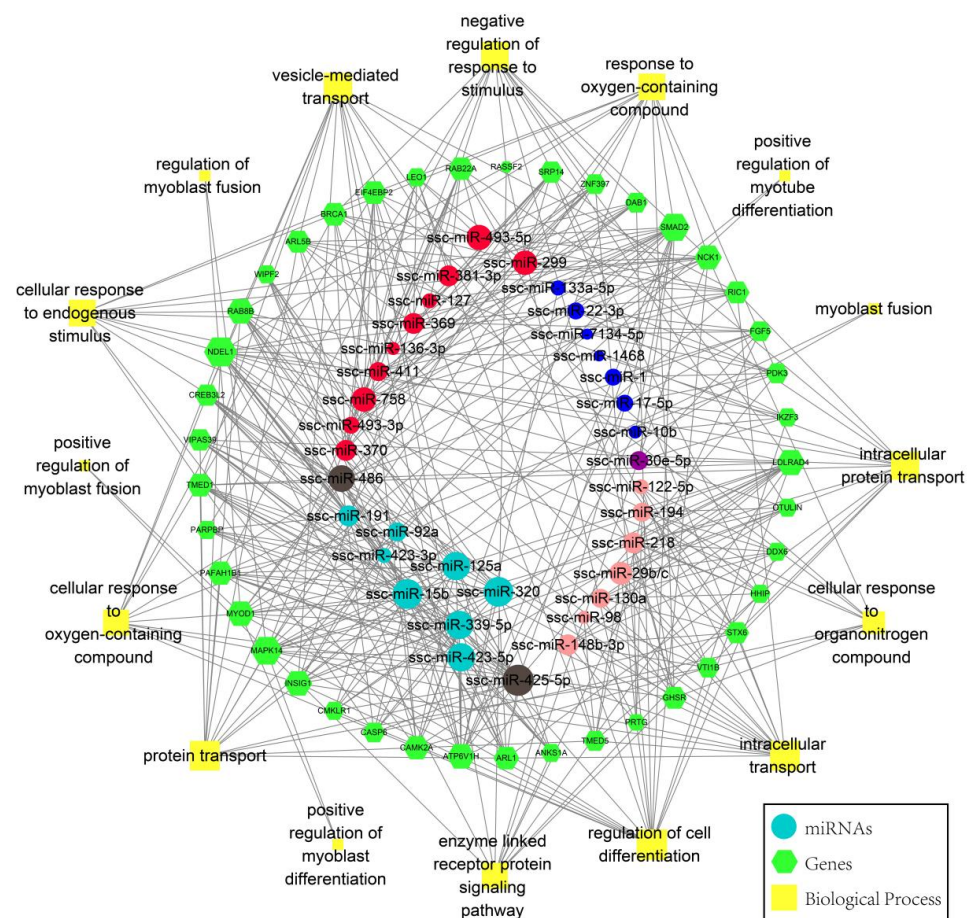 negative
regulation of
response to
stimulus
vesicle-mediated
transport
response to
oxygen-containing
compound
regulation of
myoblast fusion
positive
regulation of
myotube
differentiation
cellular response
to endogenous
stimulus
myoblast fusion
positive
regulation of
myoblast fusion
intracellular
protein transport
cellular response
to
oxygen-containing
compound
cellular response
to
organonitrogen
compound
protein transport
intracellular
transport
positive
regulation of
myoblast
differentiation
enzyme linked
receptor protein
signaling
pathway
regulation of cell
differentiation
RASSF2
SRP14
ZNF397
DAB1
SMAD2
NCK1
RIC1
FGF5
PDK3
IKZF3
LDLRAD4
OTULIN
DDX6
HHIP
STX6
VTI1B
GHSR
PRTG
TMED5
ANKS1A
ARL1
ATP6V1H
CAMK2A
CASP6
CMKLR1
INSIG1
MAPK14
MYOD1
PAFAH1B1
PARPBP
TMED1
VIPAS39
CREB3L2
NDEL1
RAB8B
WIPF2
ARL5B
BRCA1
EIF4EBP2
LEO1
RAB22A
ssc-miR-493-5p
ssc-miR-299
ssc-miR-381-3p
ssc-miR-127
ssc-miR-369
ssc-miR-136-3p
ssc-miR-411
ssc-miR-758
ssc-miR-493-3p
ssc-miR-370
ssc-miR-486
ssc-miR-191
ssc-miR-92a
ssc-miR-423-3p
ssc-miR-125a
ssc-miR-15b
ssc-miR-320
ssc-miR-339-5p
ssc-miR-423-5p
ssc-miR-425-5p
ssc-miR-133a-5p
ssc-miR-22-3p
ssc-miR-7134-5p
ssc-miR-1468
ssc-miR-1
ssc-miR-17-5p
ssc-miR-10b
ssc-miR-30e-5p
ssc-miR-122-5p
ssc-miR-194
ssc-miR-218
ssc-miR-29b/c
ssc-miR-130a
ssc-miR-98
ssc-miR-148b-3p
miRNAs
Genes
Biological Process